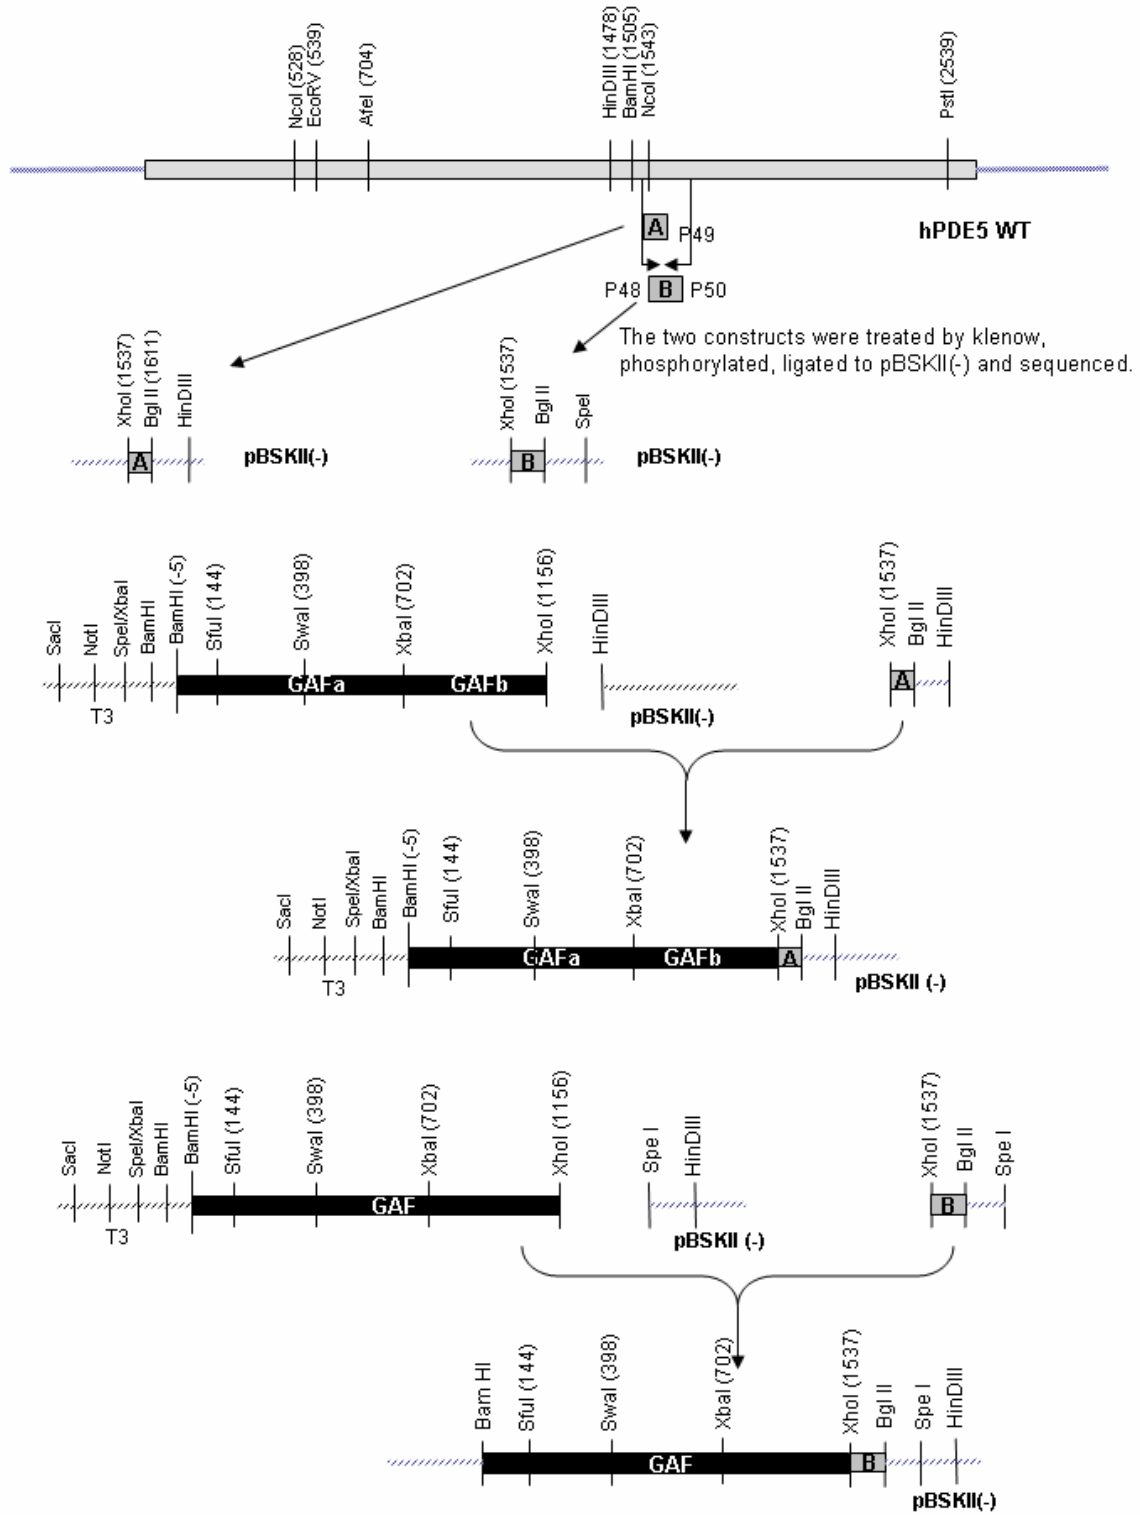 NcoI (528)
EcoRV (539)
AfeI (704)
HinDIII (1478)
BamHI (1505)
NcoI (1543)
PstI (2539)
hPDE5 WT
A
P49
P48
B
P50
The two constructs were treated by klenow,
phosphorylated, ligated to pBSKII(-) and sequenced.
XhoI (1537)
Bgl II (1611)
HinDIII
A
pBSKII(-)
XhoI (1537)
Bgl II
SpeI
B
pBSKII(-)
SacI
NotI
SpeI/XbaI
BamHI
BamHI (-5)
SfuI (144)
SwaI (398)
XbaI (702)
XhoI (1156)
HinDIII
XhoI (1537)
Bgl II
HinDIII
GAFa
GAFb
A
T3
pBSKII(-)
SacI
NotI
SpeI/XbaI
BamHI
BamHI (-5)
SfuI (144)
SwaI (398)
XbaI (702)
XhoI (1537)
Bgl II
HinDIII
GAFa
GAFb
A
T3
pBSKII (-)
SacI
NotI
SpeI/XbaI
BamHI
BamHI (-5)
SfuI (144)
SwaI (398)
XbaI (702)
XhoI (1156)
Spe I
HinDIII
XhoI (1537)
Bgl II
Spe I
GAF
B
T3
pBSKII (-)
Bam HI
SfuI (144)
SwaI (398)
XbaI (702)
XhoI (1537)
Bgl II
Spe I
HinDIII
GAF
B
pBSKII(-)